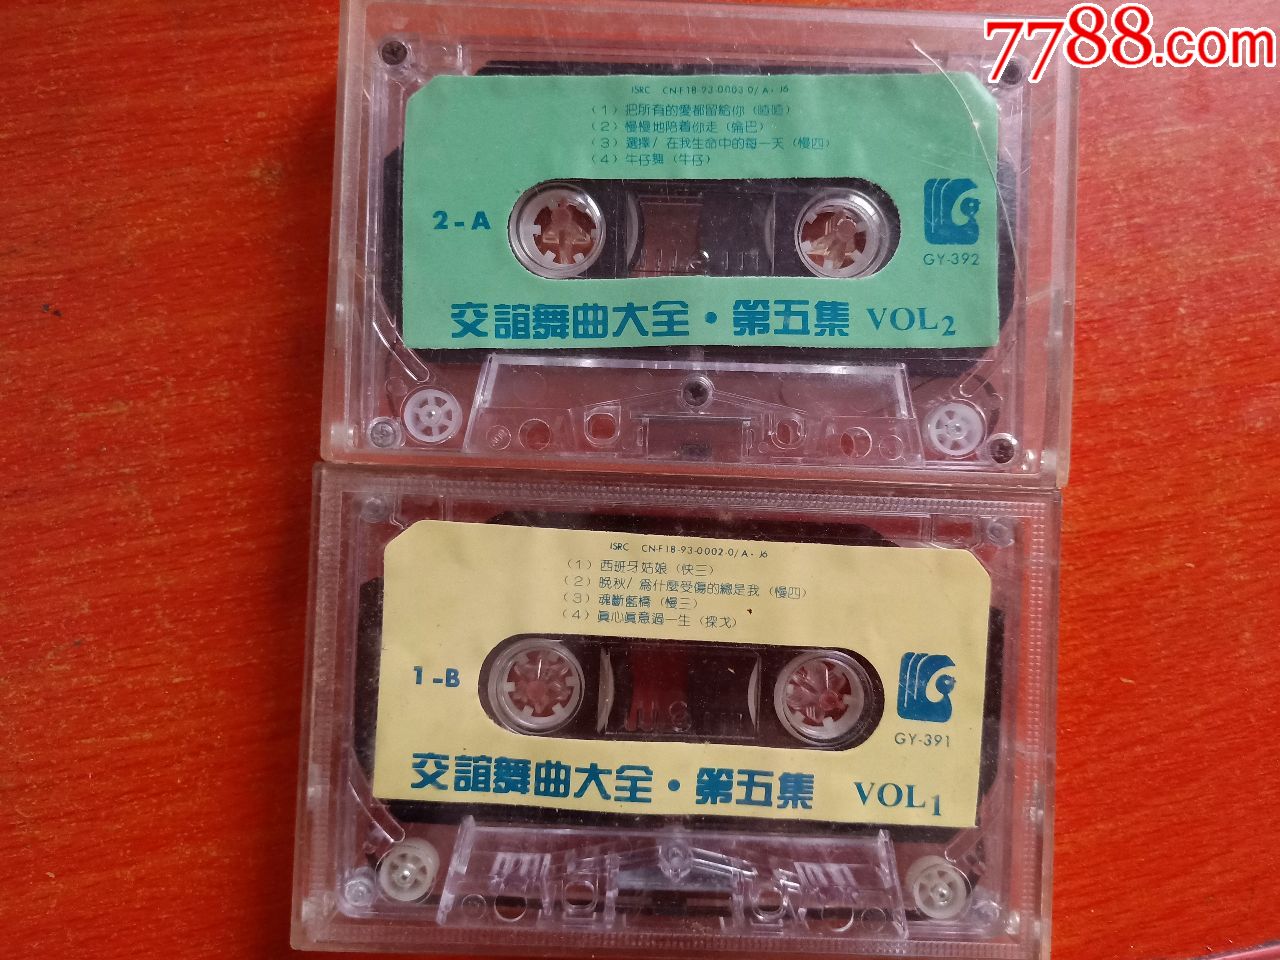 7788.com
ISRC CN-F18-93-0003-0/A·J6
(1) 把所有的愛都留給你 (喳喳)
(2) 慢慢地陪着你走 (倫巴)
(3) 選擇/在我生命中的每一天 (慢四)
(4) 牛仔舞 (牛仔)
2-A
GY-392
交誼舞曲大全·第五集 VOL2
ISRC CN-F18-93-0002-0/A·J6
(1) 西班牙姑娘 (快三)
(2) 晚秋/為什麼受傷的總是我 (慢四)
(3) 魂斷藍橋 (慢三)
(4) 眞心眞意過一生 (探戈)
1-B
GY-391
交誼舞曲大全·第五集 VOL1